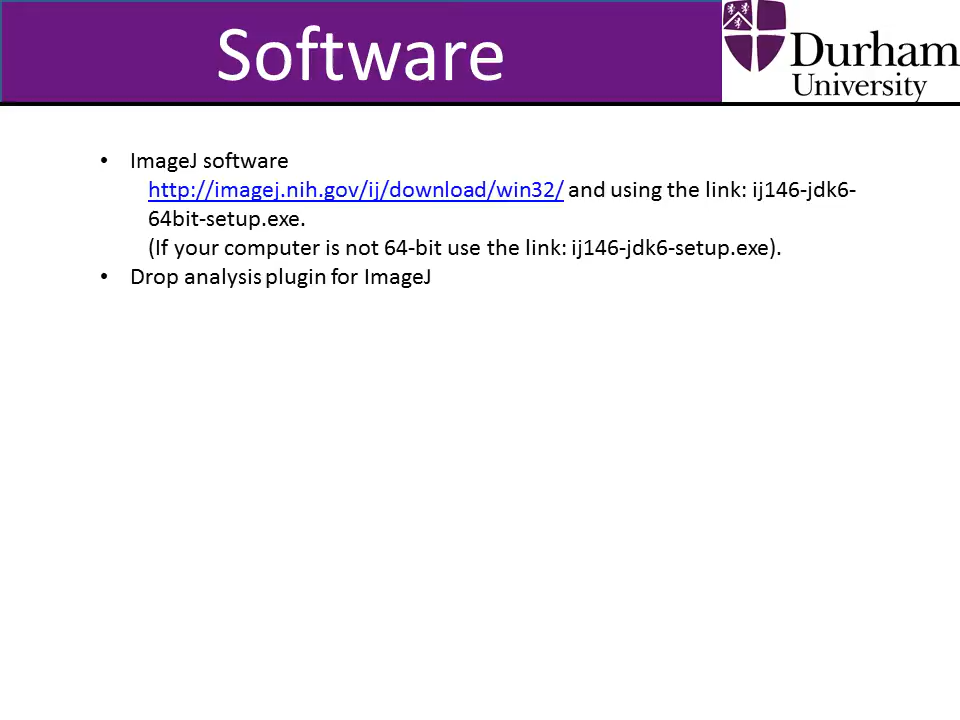 Software
Durham
University
• ImageJ software
http://imagej.nih.gov/ij/download/win32/ and using the link: ij146-jdk6-
64bit-setup.exe.
(If your computer is not 64-bit use the link: ij146-jdk6-setup.exe).
• Drop analysis plugin for ImageJ